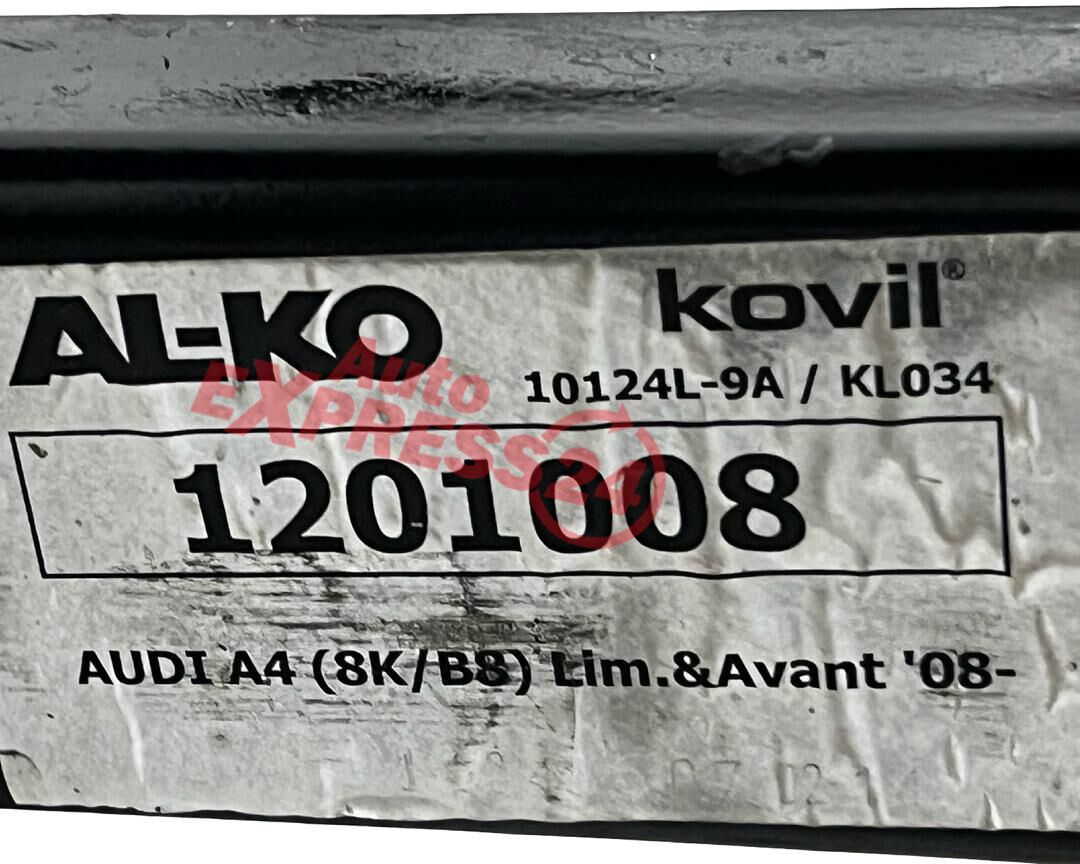 AL-KO
kovil®
10124L-9A / KL034
Auto
EXPRESS24
1201008
AUDI A4 (8K/B8) Lim.&Avant '08-